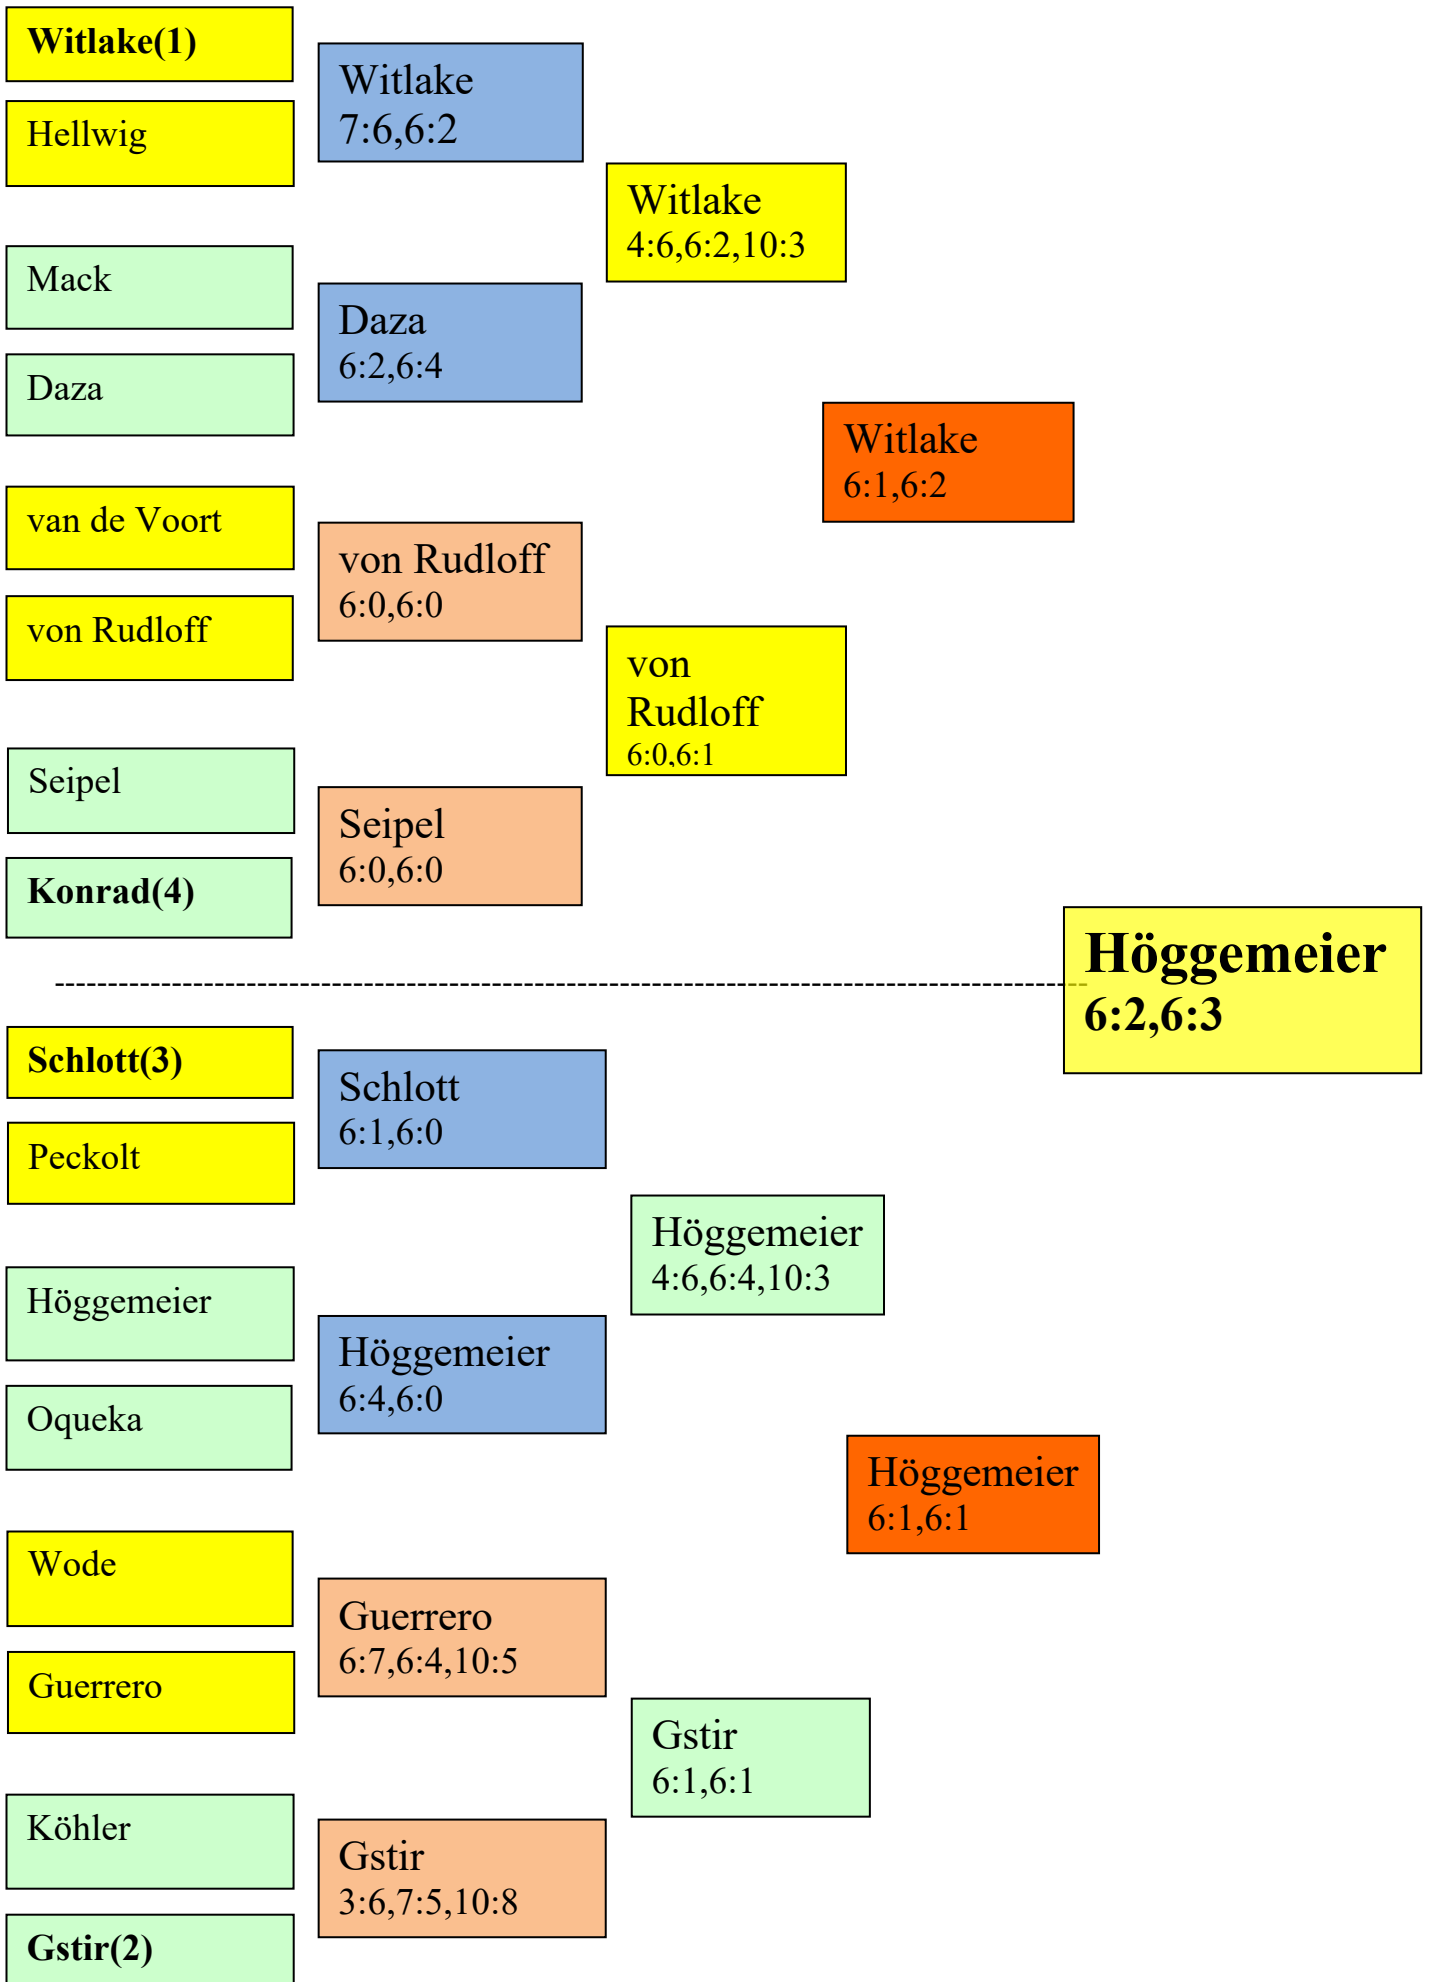 Witlake(1)
Hellwig
Witlake
7:6,6:2
Witlake
4:6,6:2,10:3
Mack
Daza
Daza
6:2,6:4
Witlake
6:1,6:2
van de Voort
von Rudloff
von Rudloff
6:0,6:0
von
Rudloff
6:0,6:1
Seipel
Konrad(4)
Seipel
6:0,6:0
Höggemeier
6:2,6:3
Schlott(3)
Peckolt
Schlott
6:1,6:0
Höggemeier
4:6,6:4,10:3
Höggemeier
Oqueka
Höggemeier
6:4,6:0
Höggemeier
6:1,6:1
Wode
Guerrero
Guerrero
6:7,6:4,10:5
Gstir
6:1,6:1
Köhler
Gstir(2)
Gstir
3:6,7:5,10:8